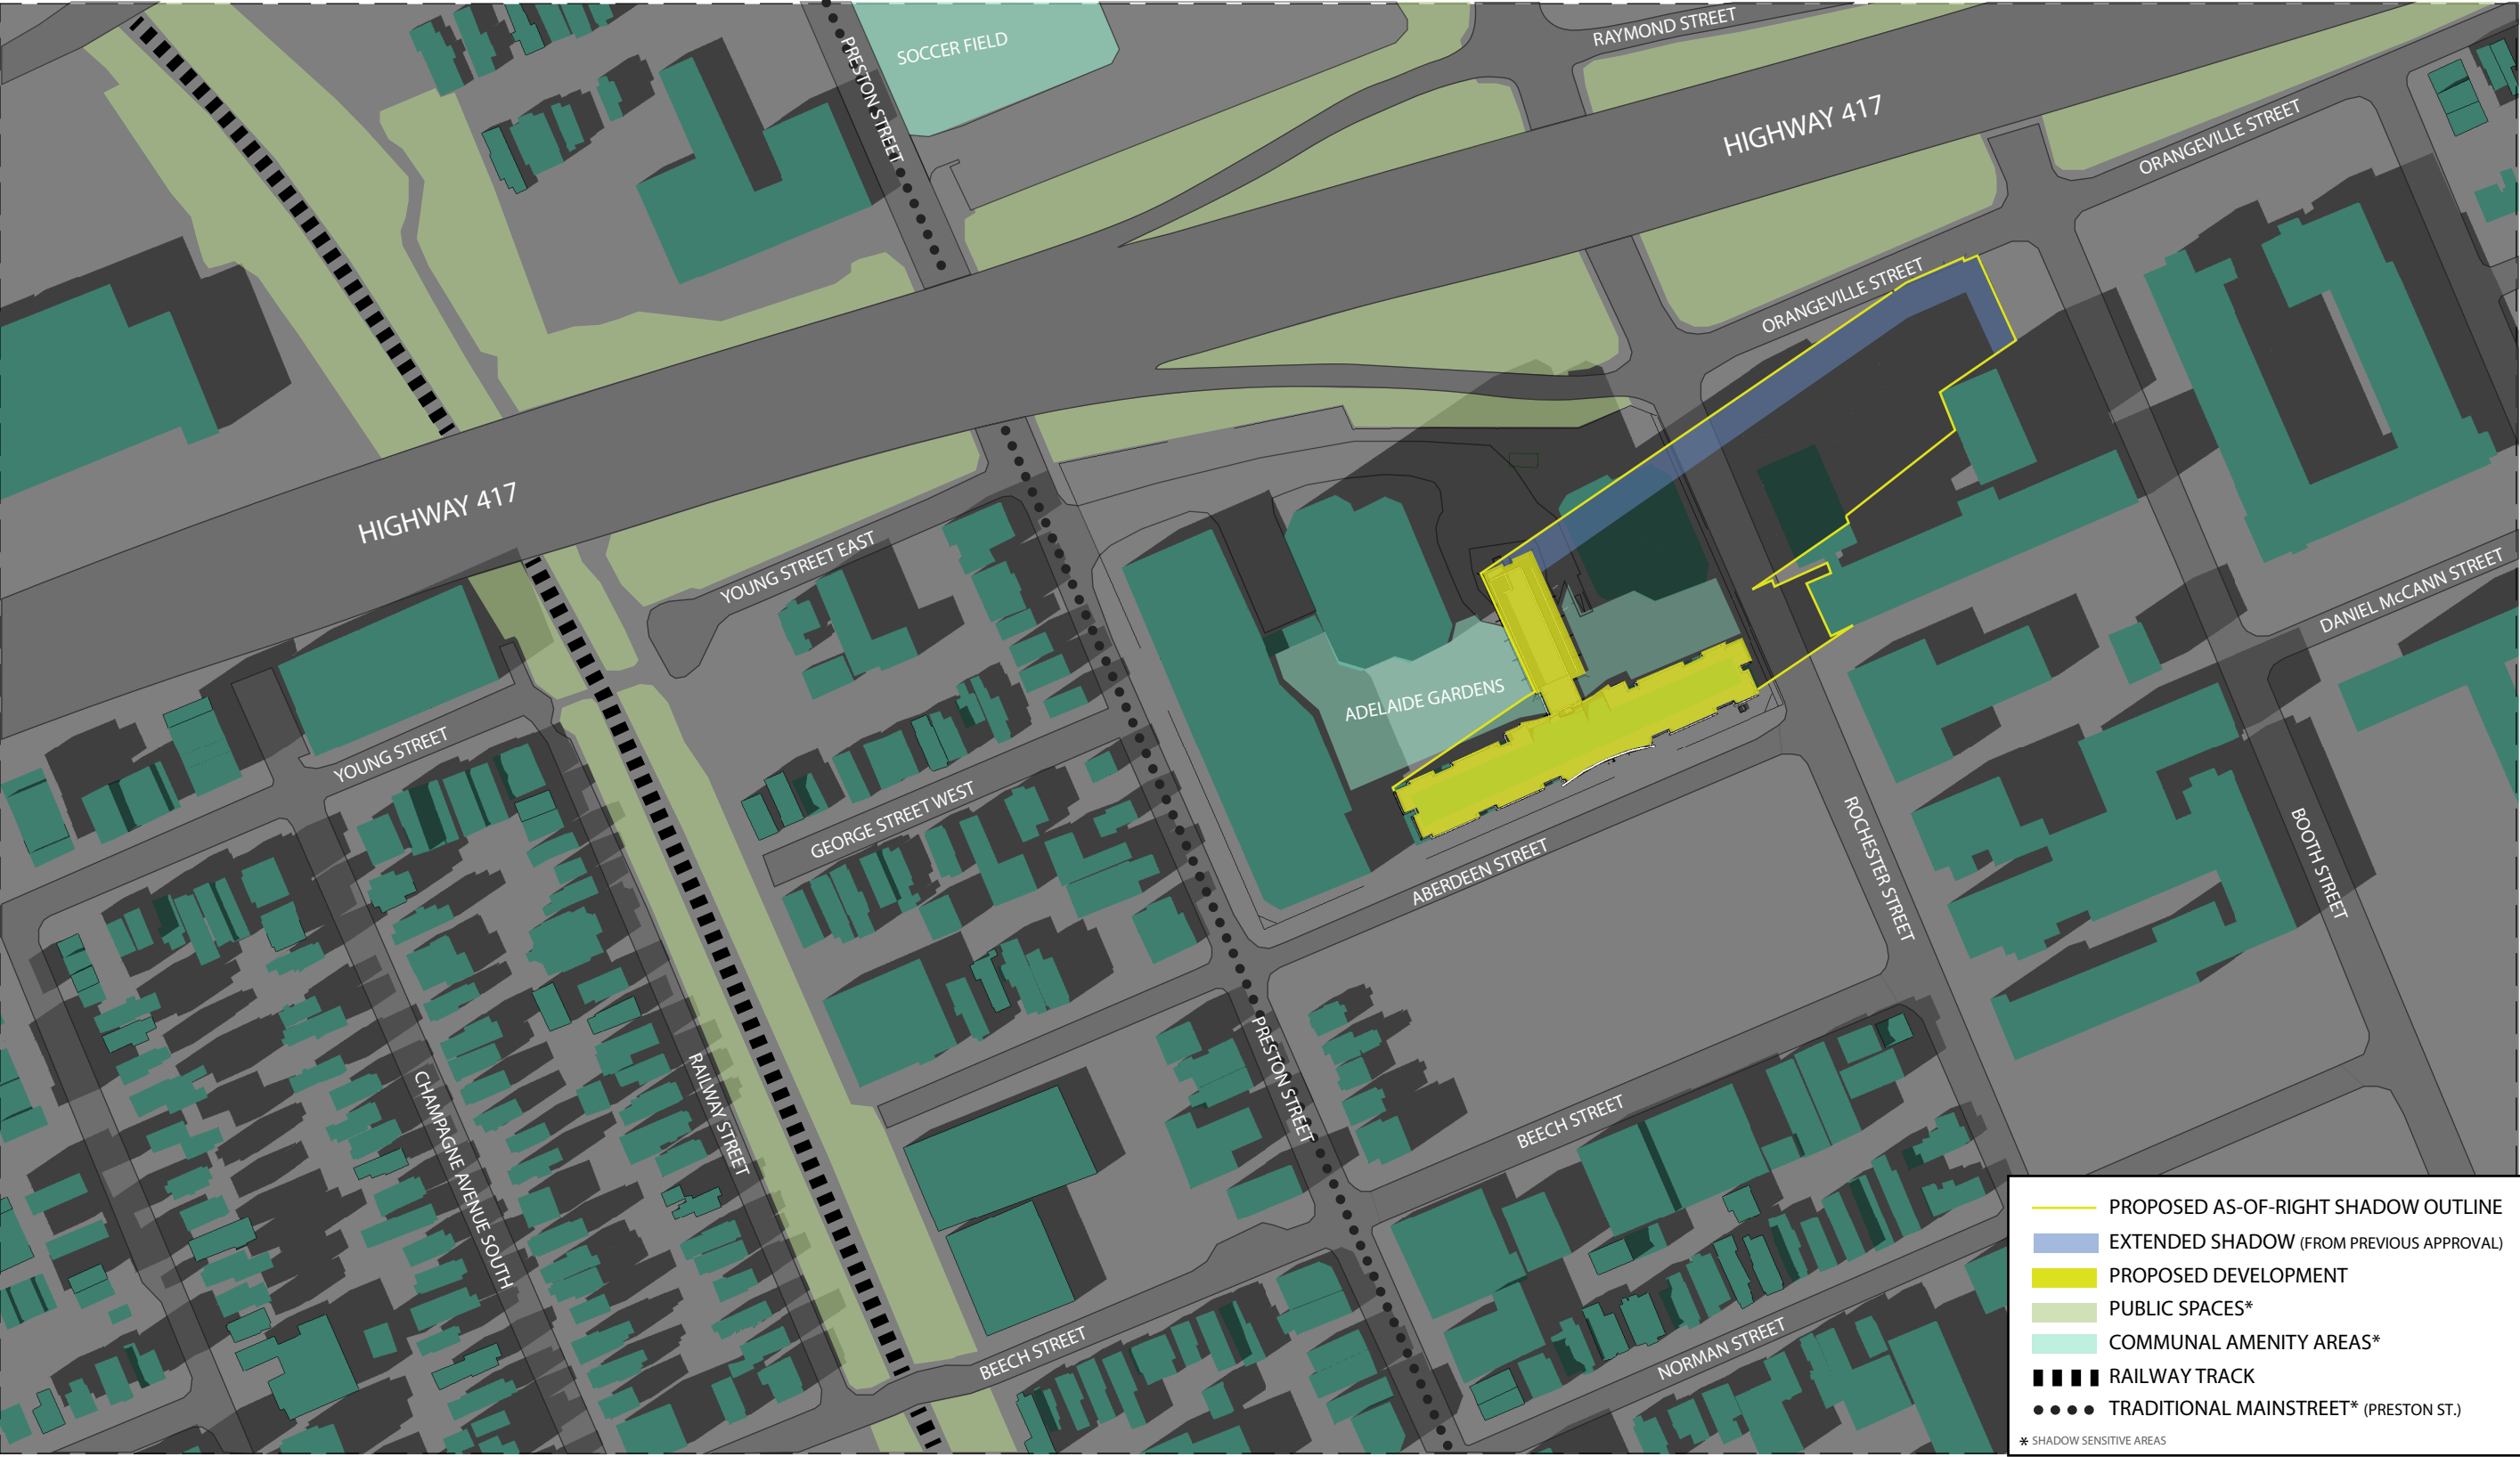 SOCCER FIELD
RAYMOND STREET
PRESTON STREET
HIGHWAY 417
ORANGEVILLE STREET
ORANGEVILLE STREET
HIGHWAY 417
YOUNG STREET EAST
DANIEL McCANN STREET
ADELAIDE GARDENS
YOUNG STREET
GEORGE STREET WEST
ABERDEEN STREET
ROCHESTER STREET
BOOTH STREET
PRESTON STREET
RAILWAY STREET
CHAMPAGNE AVENUE SOUTH
BEECH STREET
BEECH STREET
NORMAN STREET
PROPOSED AS-OF-RIGHT SHADOW OUTLINE
EXTENDED SHADOW (FROM PREVIOUS APPROVAL)
PROPOSED DEVELOPMENT
PUBLIC SPACES*
COMMUNAL AMENITY AREAS*
RAILWAY TRACK
TRADITIONAL MAINSTREET* (PRESTON ST.)
* SHADOW SENSITIVE AREAS